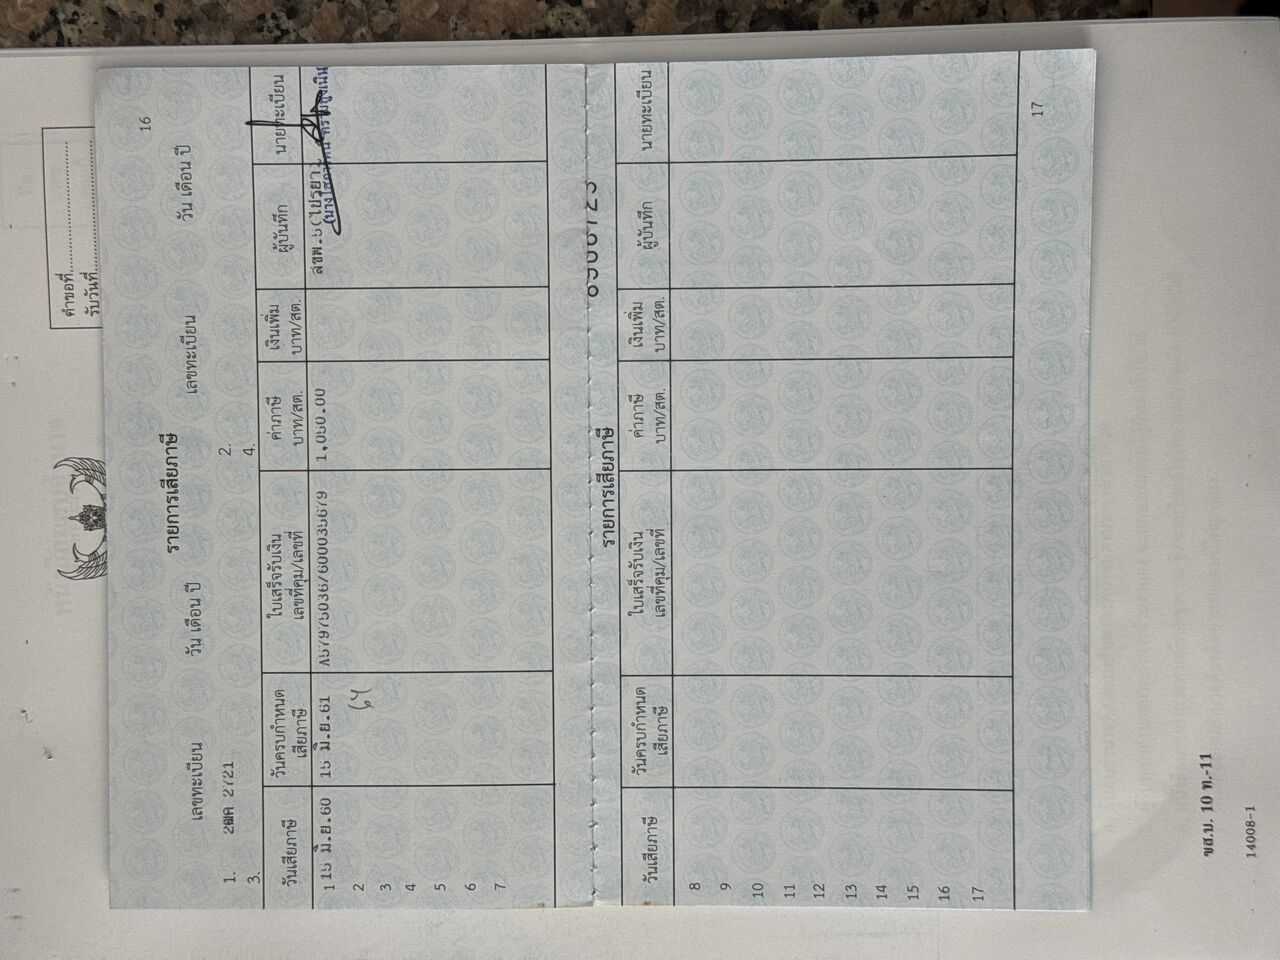 คำขอที่
รับวันที่
16
รายการเสียภาษี
เลขทะเบียน วัน เดือน ปี เลขทะเบียน วัน เดือน ปี
1. 2ฒค 2721 2.
3. 4.
วันเสียภาษี วันครบกำหนดเสียภาษี ใบเสร็จรับเงิน เลขที่คุม/เลขที่ ค่าภาษี บาท/สต. เงินเพิ่ม บาท/สต. ผู้บันทึก นายทะเบียน
1 15 มิ.ย.60 15 มิ.ย.61 1,050.00 สขพ.5
2 64
3
4
5
6
7
รายการเสียภาษี
วันเสียภาษี วันครบกำหนดเสียภาษี ใบเสร็จรับเงิน เลขที่คุม/เลขที่ ค่าภาษี บาท/สต. เงินเพิ่ม บาท/สต. ผู้บันทึก นายทะเบียน
8
9
10
11
12
13
14
15
16
17
17
ขส.บ. 10 ท.-11
14008-1